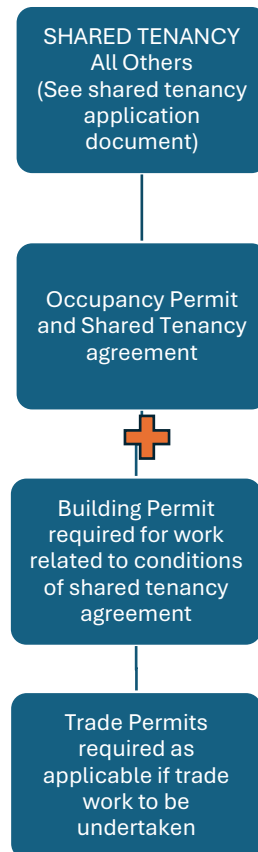 SHARED TENANCY
All Others
(See shared tenancy
application
document)
Occupancy Permit
and Shared Tenancy
agreement
Building Permit
required for work
related to conditions
of shared tenancy
agreement
Trade Permits
required as
applicable if trade
work to be
undertaken